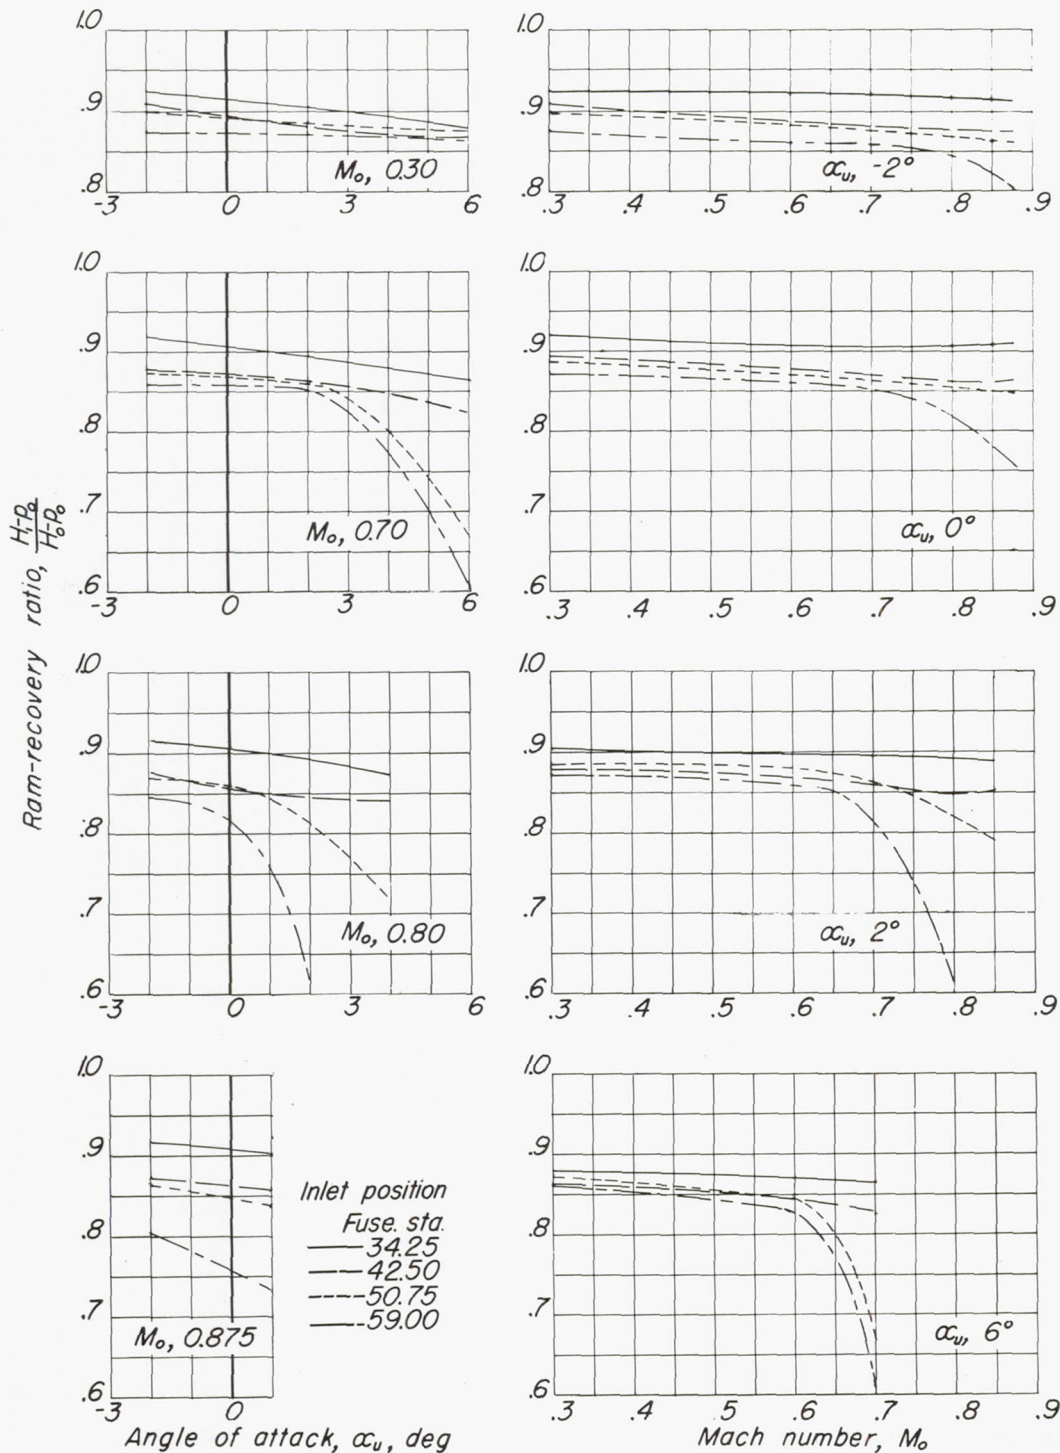 Ram-recovery ratio, H₁-p₀ / H₀-p₀
1.0
.9
.8
-3 0 3 6
M₀, 0.30
1.0
.9
.8
.3 .4 .5 .6 .7 .8 .9
αᵤ, -2°
1.0
.9
.8
.7
.6
-3 0 3 6
M₀, 0.70
1.0
.9
.8
.7
.6
.3 .4 .5 .6 .7 .8 .9
αᵤ, 0°
1.0
.9
.8
.7
.6
-3 0 3 6
M₀, 0.80
1.0
.9
.8
.7
.6
.3 .4 .5 .6 .7 .8 .9
αᵤ, 2°
1.0
.9
.8
.7
.6
-3 0
M₀, 0.875
Inlet position
Fuse. sta.
34.25
42.50
50.75
59.00
1.0
.9
.8
.7
.6
.3 .4 .5 .6 .7 .8 .9
αᵤ, 6°
Angle of attack, αᵤ, deg
Mach number, M₀